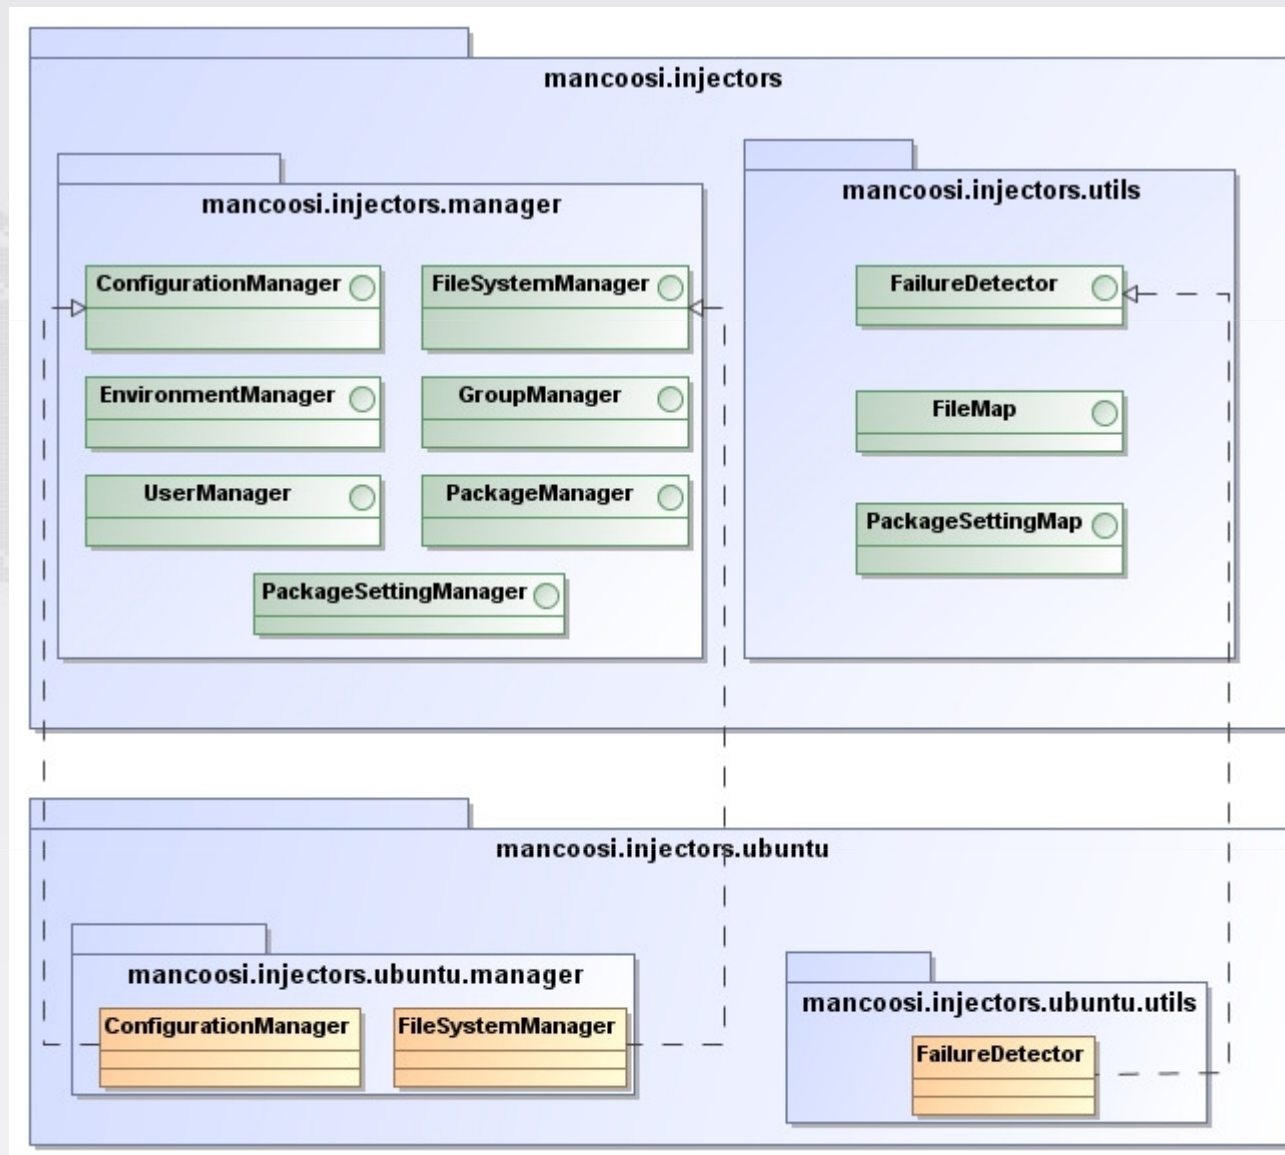 mancoosi.injectors
mancoosi.injectors.manager
ConfigurationManager
FileSystemManager
EnvironmentManager
GroupManager
UserManager
PackageManager
PackageSettingManager
mancoosi.injectors.utils
FailureDetector
FileMap
PackageSettingMap
mancoosi.injectors.ubuntu
mancoosi.injectors.ubuntu.manager
ConfigurationManager
FileSystemManager
mancoosi.injectors.ubuntu.utils
FailureDetector